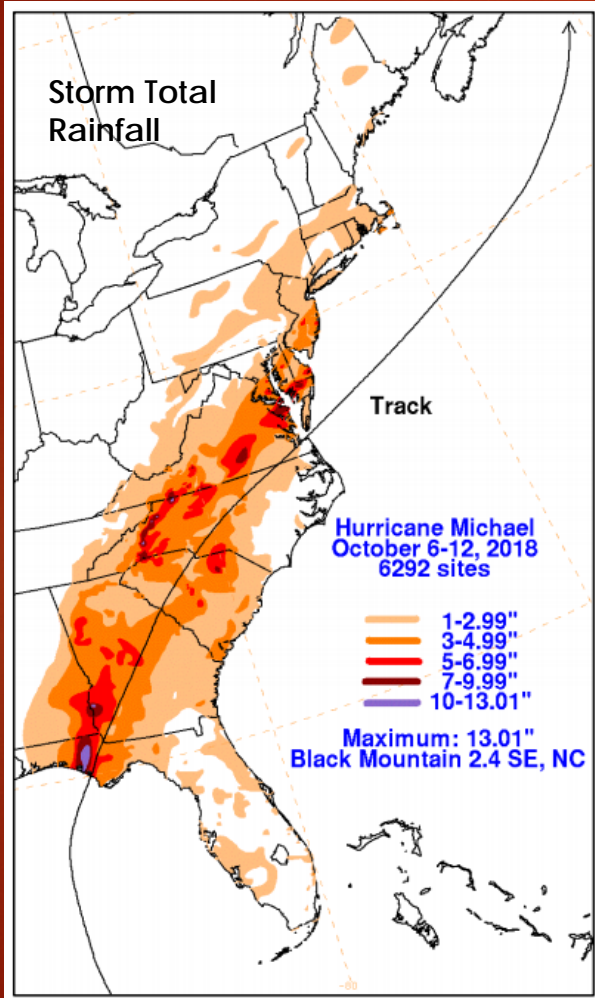 Storm Total
Rainfall
Track
Hurricane Michael
October 6-12, 2018
6292 sites
1-2.99"
3-4.99"
5-6.99"
7-9.99"
10-13.01"
Maximum: 13.01"
Black Mountain 2.4 SE, NC
-80